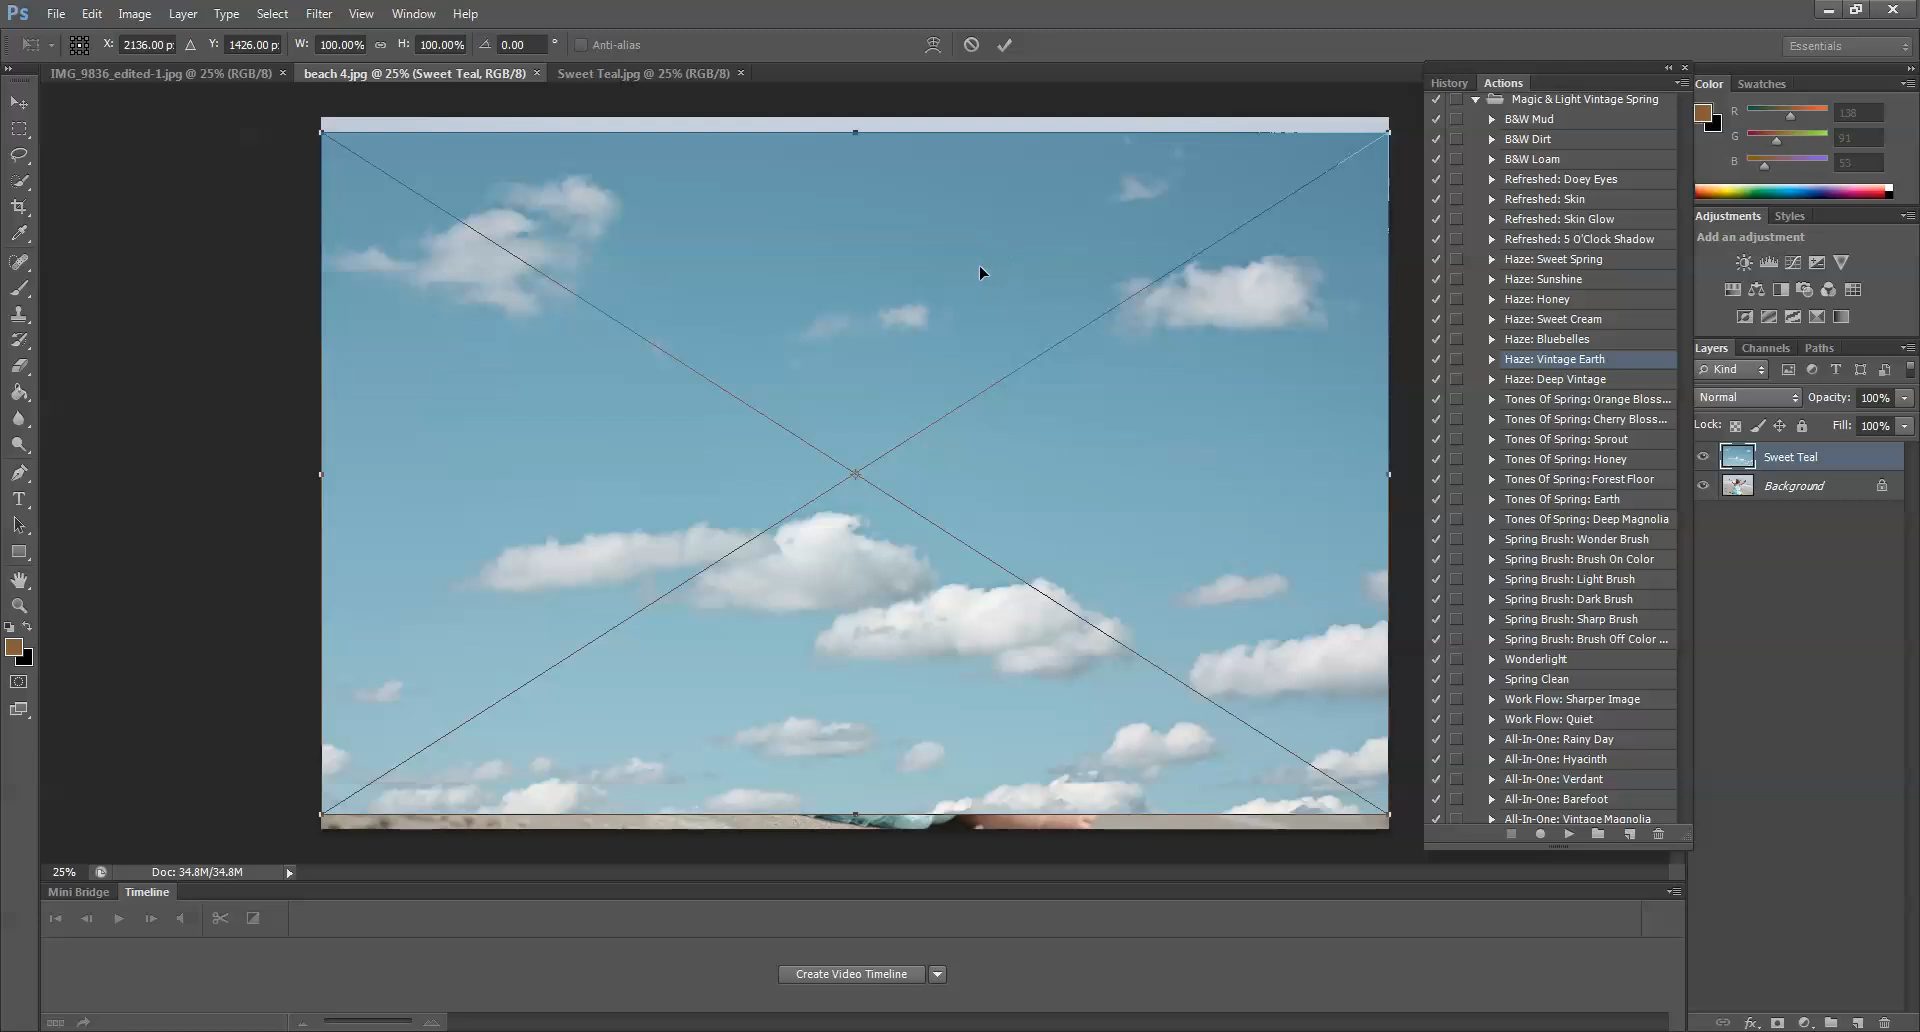 Ps File Edit Image Layer Type Select Filter View Window Help
X: 2136.00 p: Y: 1426.00 p: W: 100.00% H: 100.00% 0.00 ° Anti-alias Essentials
IMG_9836_edited-1.jpg @ 25% (RGB/8) × beach 4.jpg @ 25% (Sweet Teal, RGB/8) × Sweet Teal.jpg @ 25% (RGB/8) ×
History Actions
Magic & Light Vintage Spring
B&W Mud
B&W Dirt
B&W Loam
Refreshed: Doey Eyes
Refreshed: Skin
Refreshed: Skin Glow
Refreshed: 5 O'Clock Shadow
Haze: Sweet Spring
Haze: Sunshine
Haze: Honey
Haze: Sweet Cream
Haze: Bluebelles
Haze: Vintage Earth
Haze: Deep Vintage
Tones Of Spring: Orange Bloss...
Tones Of Spring: Cherry Bloss...
Tones Of Spring: Sprout
Tones Of Spring: Honey
Tones Of Spring: Forest Floor
Tones Of Spring: Earth
Tones Of Spring: Deep Magnolia
Spring Brush: Wonder Brush
Spring Brush: Brush On Color
Spring Brush: Light Brush
Spring Brush: Dark Brush
Spring Brush: Sharp Brush
Spring Brush: Brush Off Color ...
Wonderlight
Spring Clean
Work Flow: Sharper Image
Work Flow: Quiet
All-In-One: Rainy Day
All-In-One: Hyacinth
All-In-One: Verdant
All-In-One: Barefoot
All-In-One: Vintage Magnolia
Color Swatches
R 138
G 91
B 53
Adjustments Styles
Add an adjustment
Layers Channels Paths
Kind
Normal Opacity: 100%
Lock: Fill: 100%
Sweet Teal
Background
25% Doc: 34.8M/34.8M
Mini Bridge Timeline
Create Video Timeline